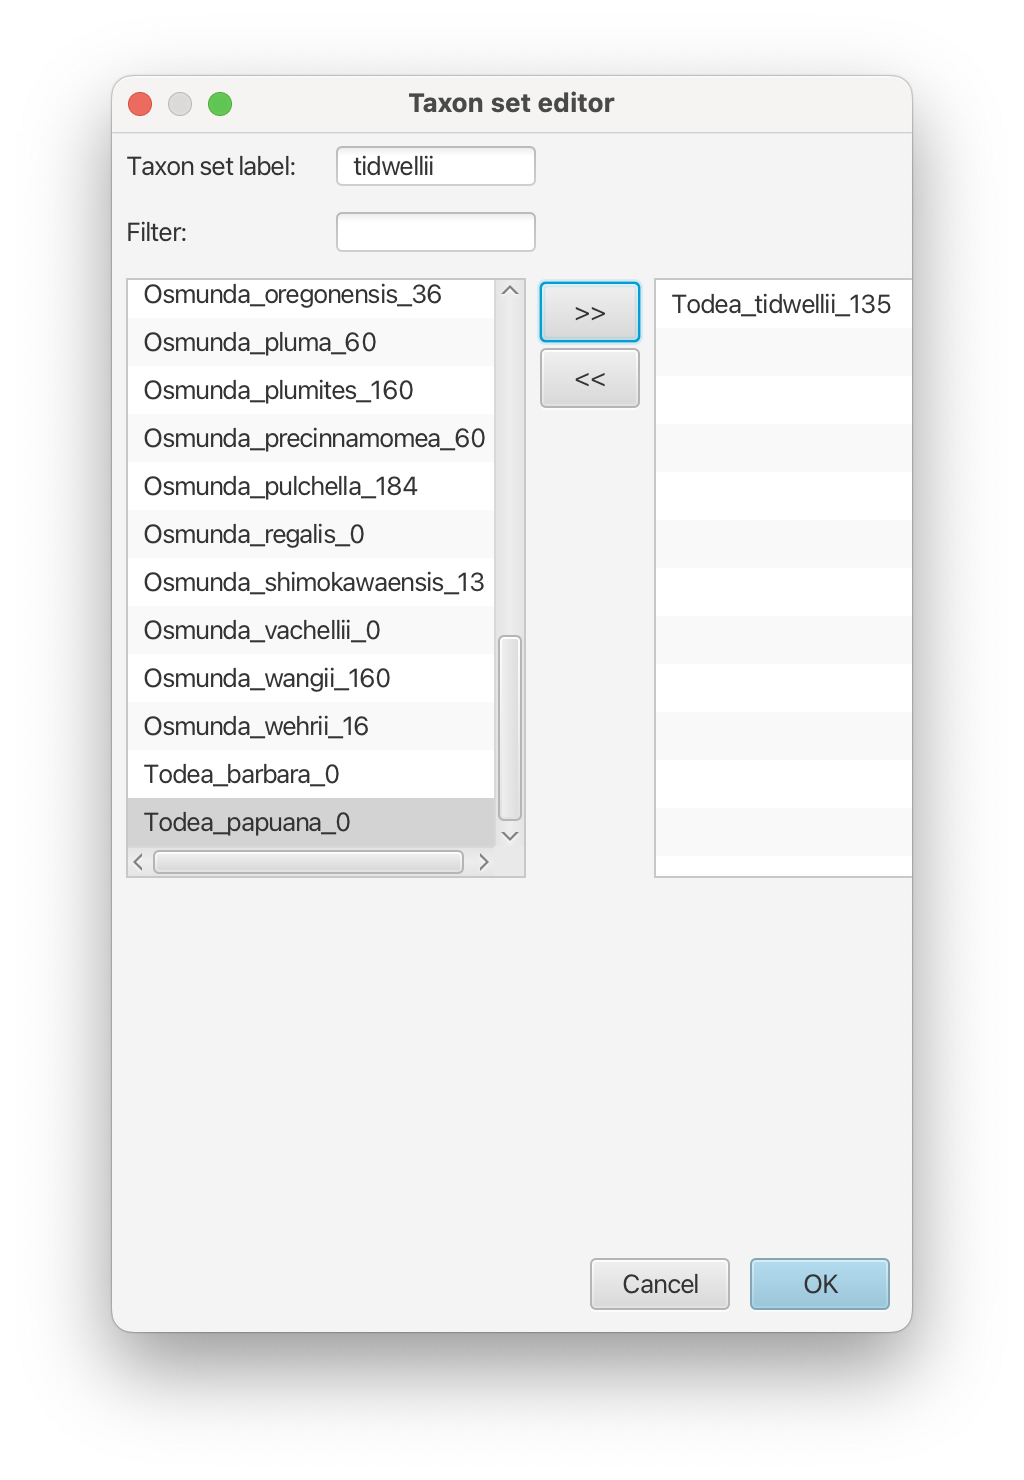 Taxon set editor
Taxon set label: tidwellii
Filter:
Osmunda_oregonensis_36
Osmunda_pluma_60
Osmunda_plumites_160
Osmunda_precinnamomea_60
Osmunda_pulchella_184
Osmunda_regalis_0
Osmunda_shimokawaensis_13
Osmunda_vachellii_0
Osmunda_wangii_160
Osmunda_wehrii_16
Todea_barbara_0
Todea_papuana_0
>>
<<
Todea_tidwellii_135
Cancel OK